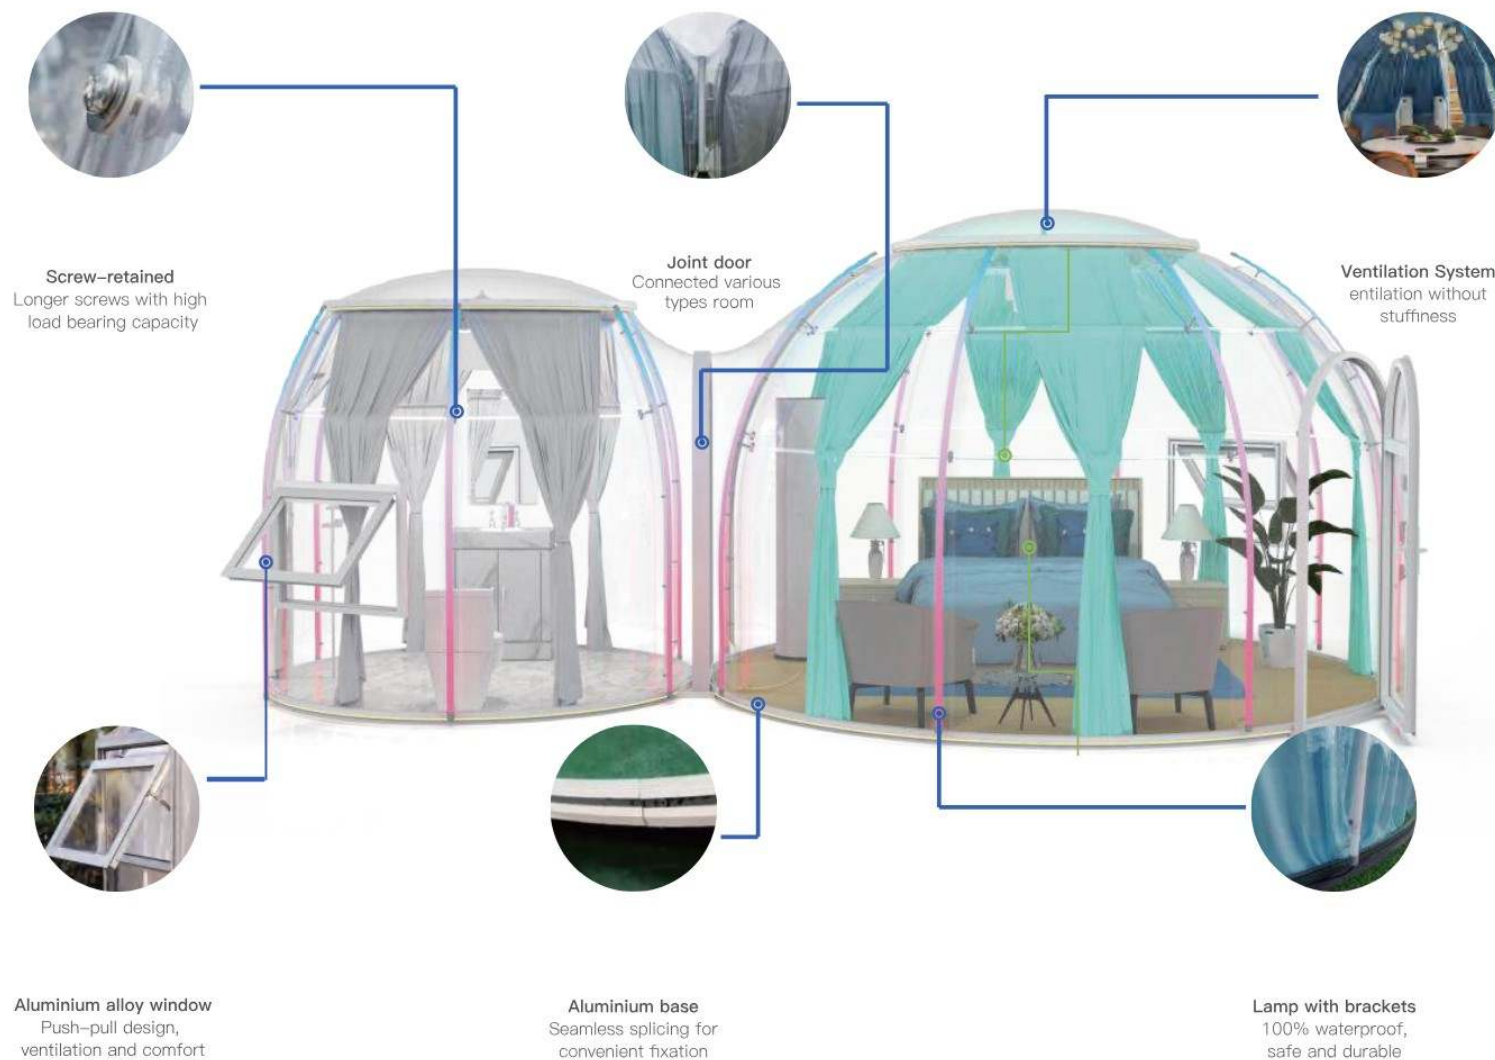 Screw-retained
Longer screws with high
load bearing capacity
Joint door
Connected various
types room
Ventilation System
entilation without
stuffiness
Aluminium alloy window
Push-pull design,
ventilation and comfort
Aluminium base
Seamless splicing for
convenient fixation
Lamp with brackets
100% waterproof,
safe and durable